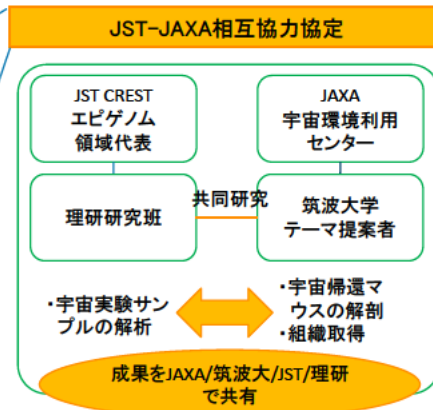 JST-JAXA相互協力協定
JST CREST
エピゲノム
領域代表
JAXA
宇宙環境利用
センター
理研研究班
共同研究
筑波大学
テーマ提案者
・宇宙実験サン
プルの解析
・宇宙帰還マ
ウスの解剖
・組織取得
成果をJAXA/筑波大/JST/理研
で共有